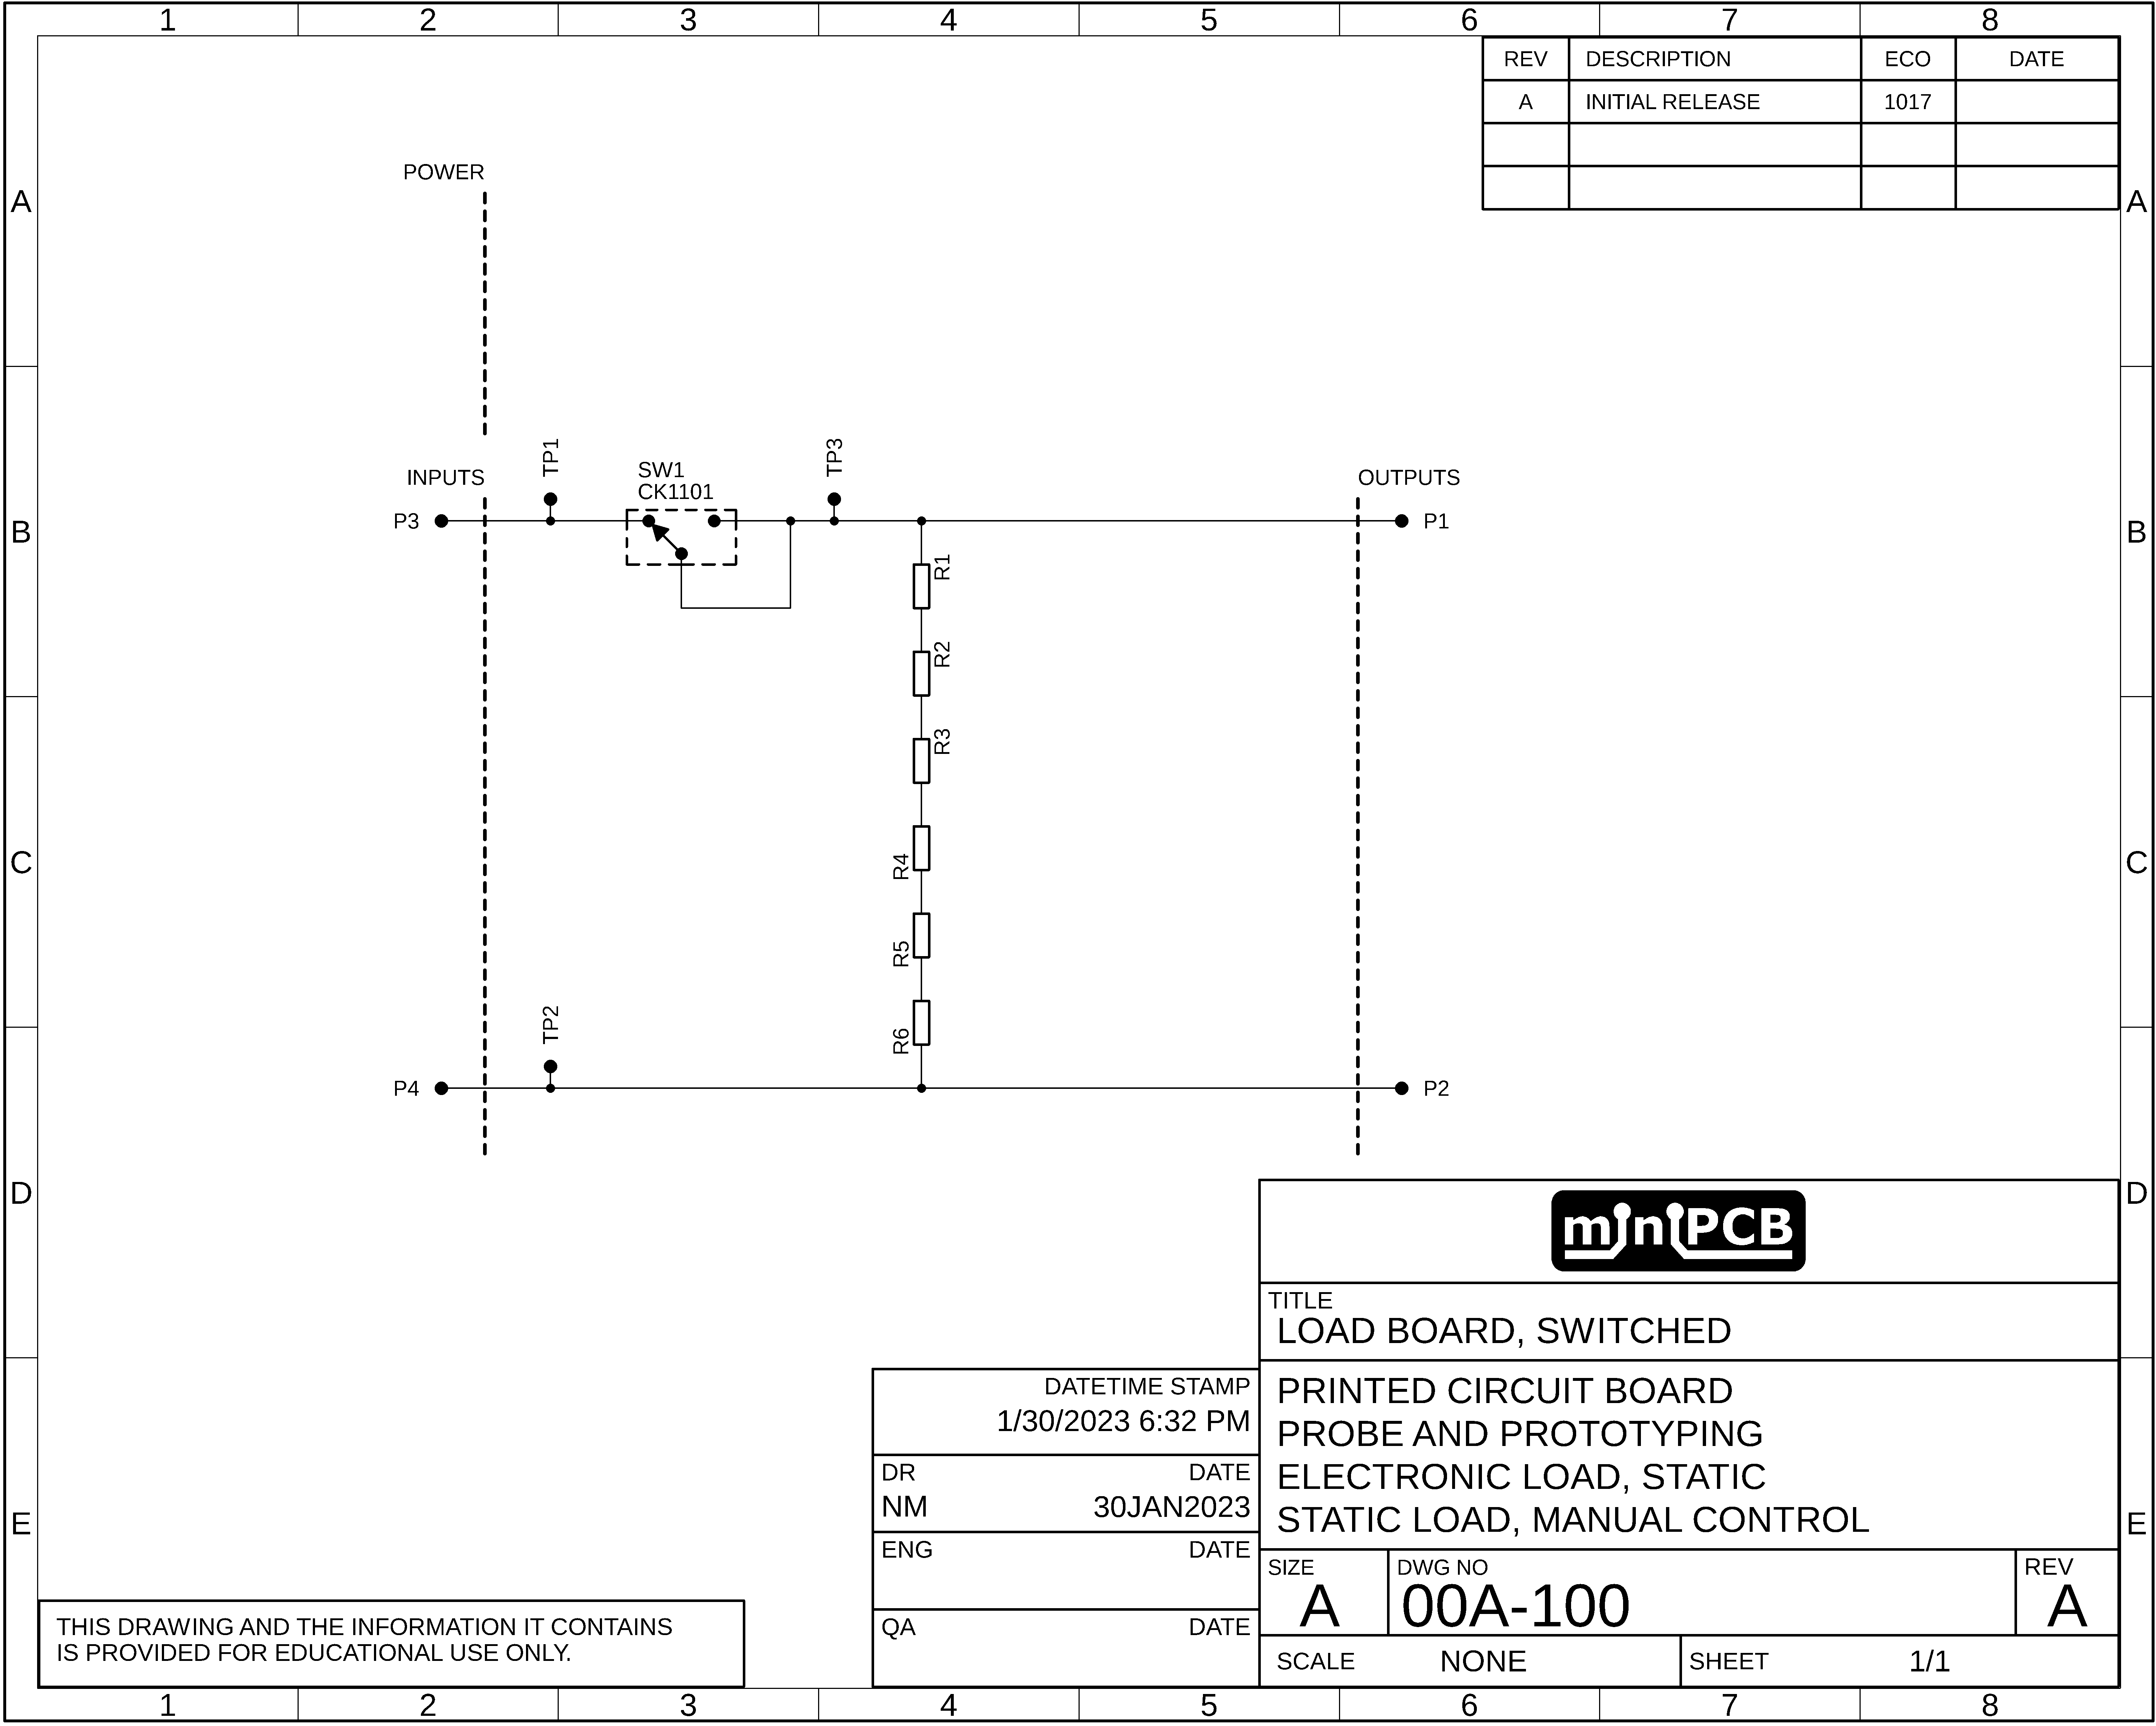 1 2 3 4 5 6 7 8
REV DESCRIPTION ECO DATE
A INITIAL RELEASE 1017
POWER
A A
INPUTS
TP1
SW1
CK1101
TP3
OUTPUTS
B P3 P1 B
R1
R2
R3
C R4 C
R5
R6
TP2
P4 P2
D D
miniPCB
TITLE
LOAD BOARD, SWITCHED
DATETIME STAMP
1/30/2023 6:32 PM
PRINTED CIRCUIT BOARD
PROBE AND PROTOTYPING
ELECTRONIC LOAD, STATIC
STATIC LOAD, MANUAL CONTROL
DR DATE
NM 30JAN2023
E E
ENG DATE
QA DATE
SIZE DWG NO REV
A 00A-100 A
SCALE NONE SHEET 1/1
THIS DRAWING AND THE INFORMATION IT CONTAINS
IS PROVIDED FOR EDUCATIONAL USE ONLY.
1 2 3 4 5 6 7 8